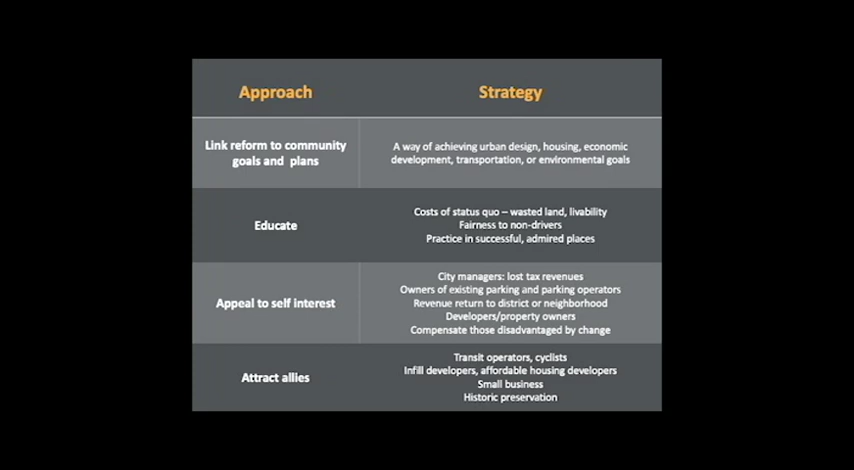 Approach
Strategy
Link reform to community
goals and plans
A way of achieving urban design, housing, economic
development, transportation, or environmental goals
Educate
Costs of status quo – wasted land, livability
Fairness to non-drivers
Practice in successful, admired places
Appeal to self interest
City managers: lost tax revenues
Owners of existing parking and parking operators
Revenue return to district or neighborhood
Developers/property owners
Compensate those disadvantaged by change
Attract allies
Transit operators, cyclists
Infill developers, affordable housing developers
Small business
Historic preservation